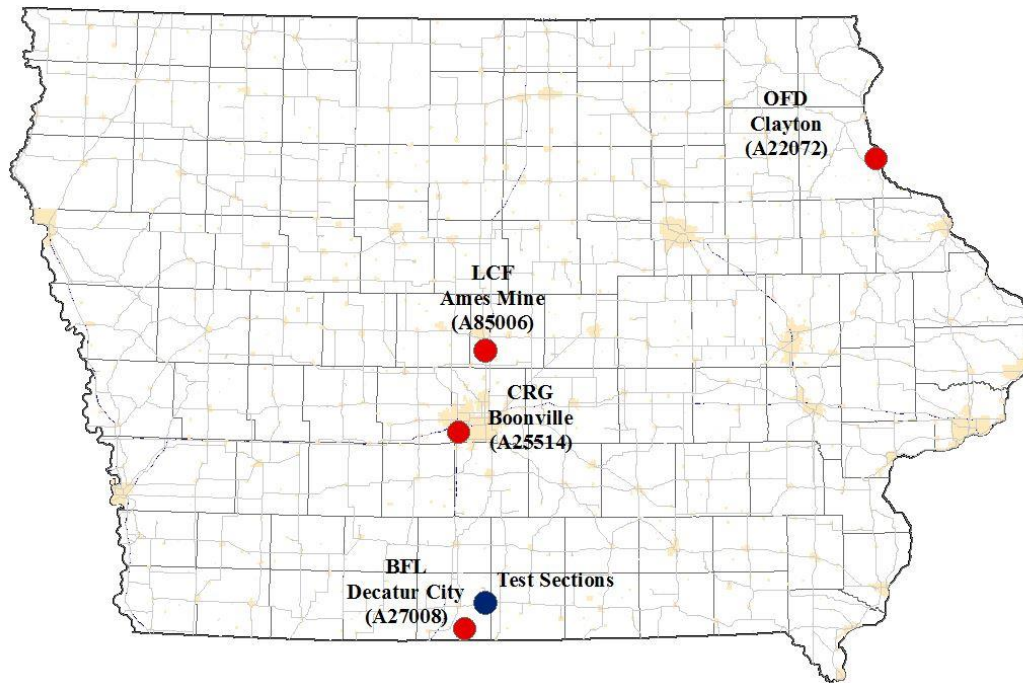 OFD
Clayton
(A22072)
LCF
Ames Mine
(A85006)
CRG
Boonville
(A25514)
BFL
Decatur City
(A27008)
Test Sections